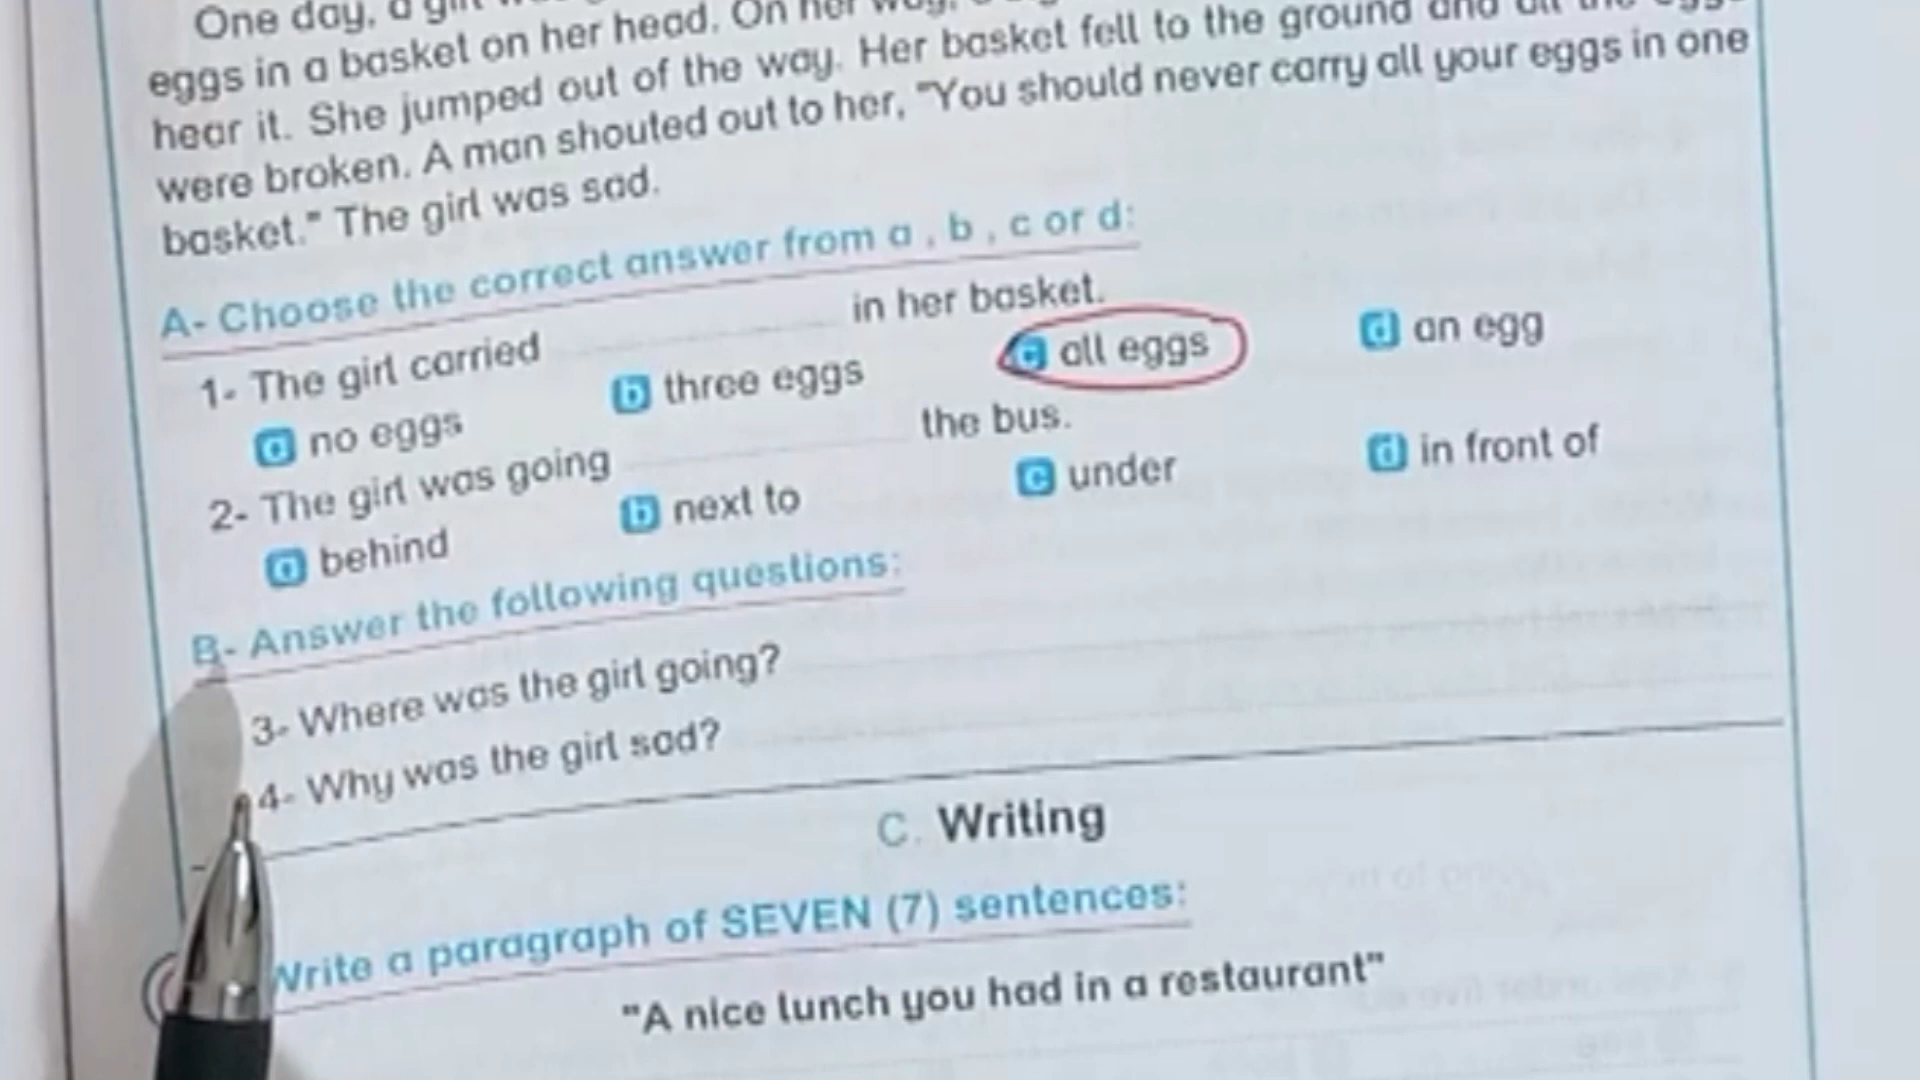 One day, a
eggs in a basket on her head. On her way,
hear it. She jumped out of the way. Her basket fell to the ground and all the eggs
were broken. A man shouted out to her, "You should never carry all your eggs in one
basket." The girl was sad.
A- Choose the correct answer from a , b , c or d:
1- The girl carried in her basket.
a no eggs b three eggs c all eggs d an egg
2- The girl was going the bus.
a behind b next to c under d in front of
B- Answer the following questions:
3- Where was the girl going?
4- Why was the girl sad?
C. Writing
Write a paragraph of SEVEN (7) sentences:
"A nice lunch you had in a restaurant"